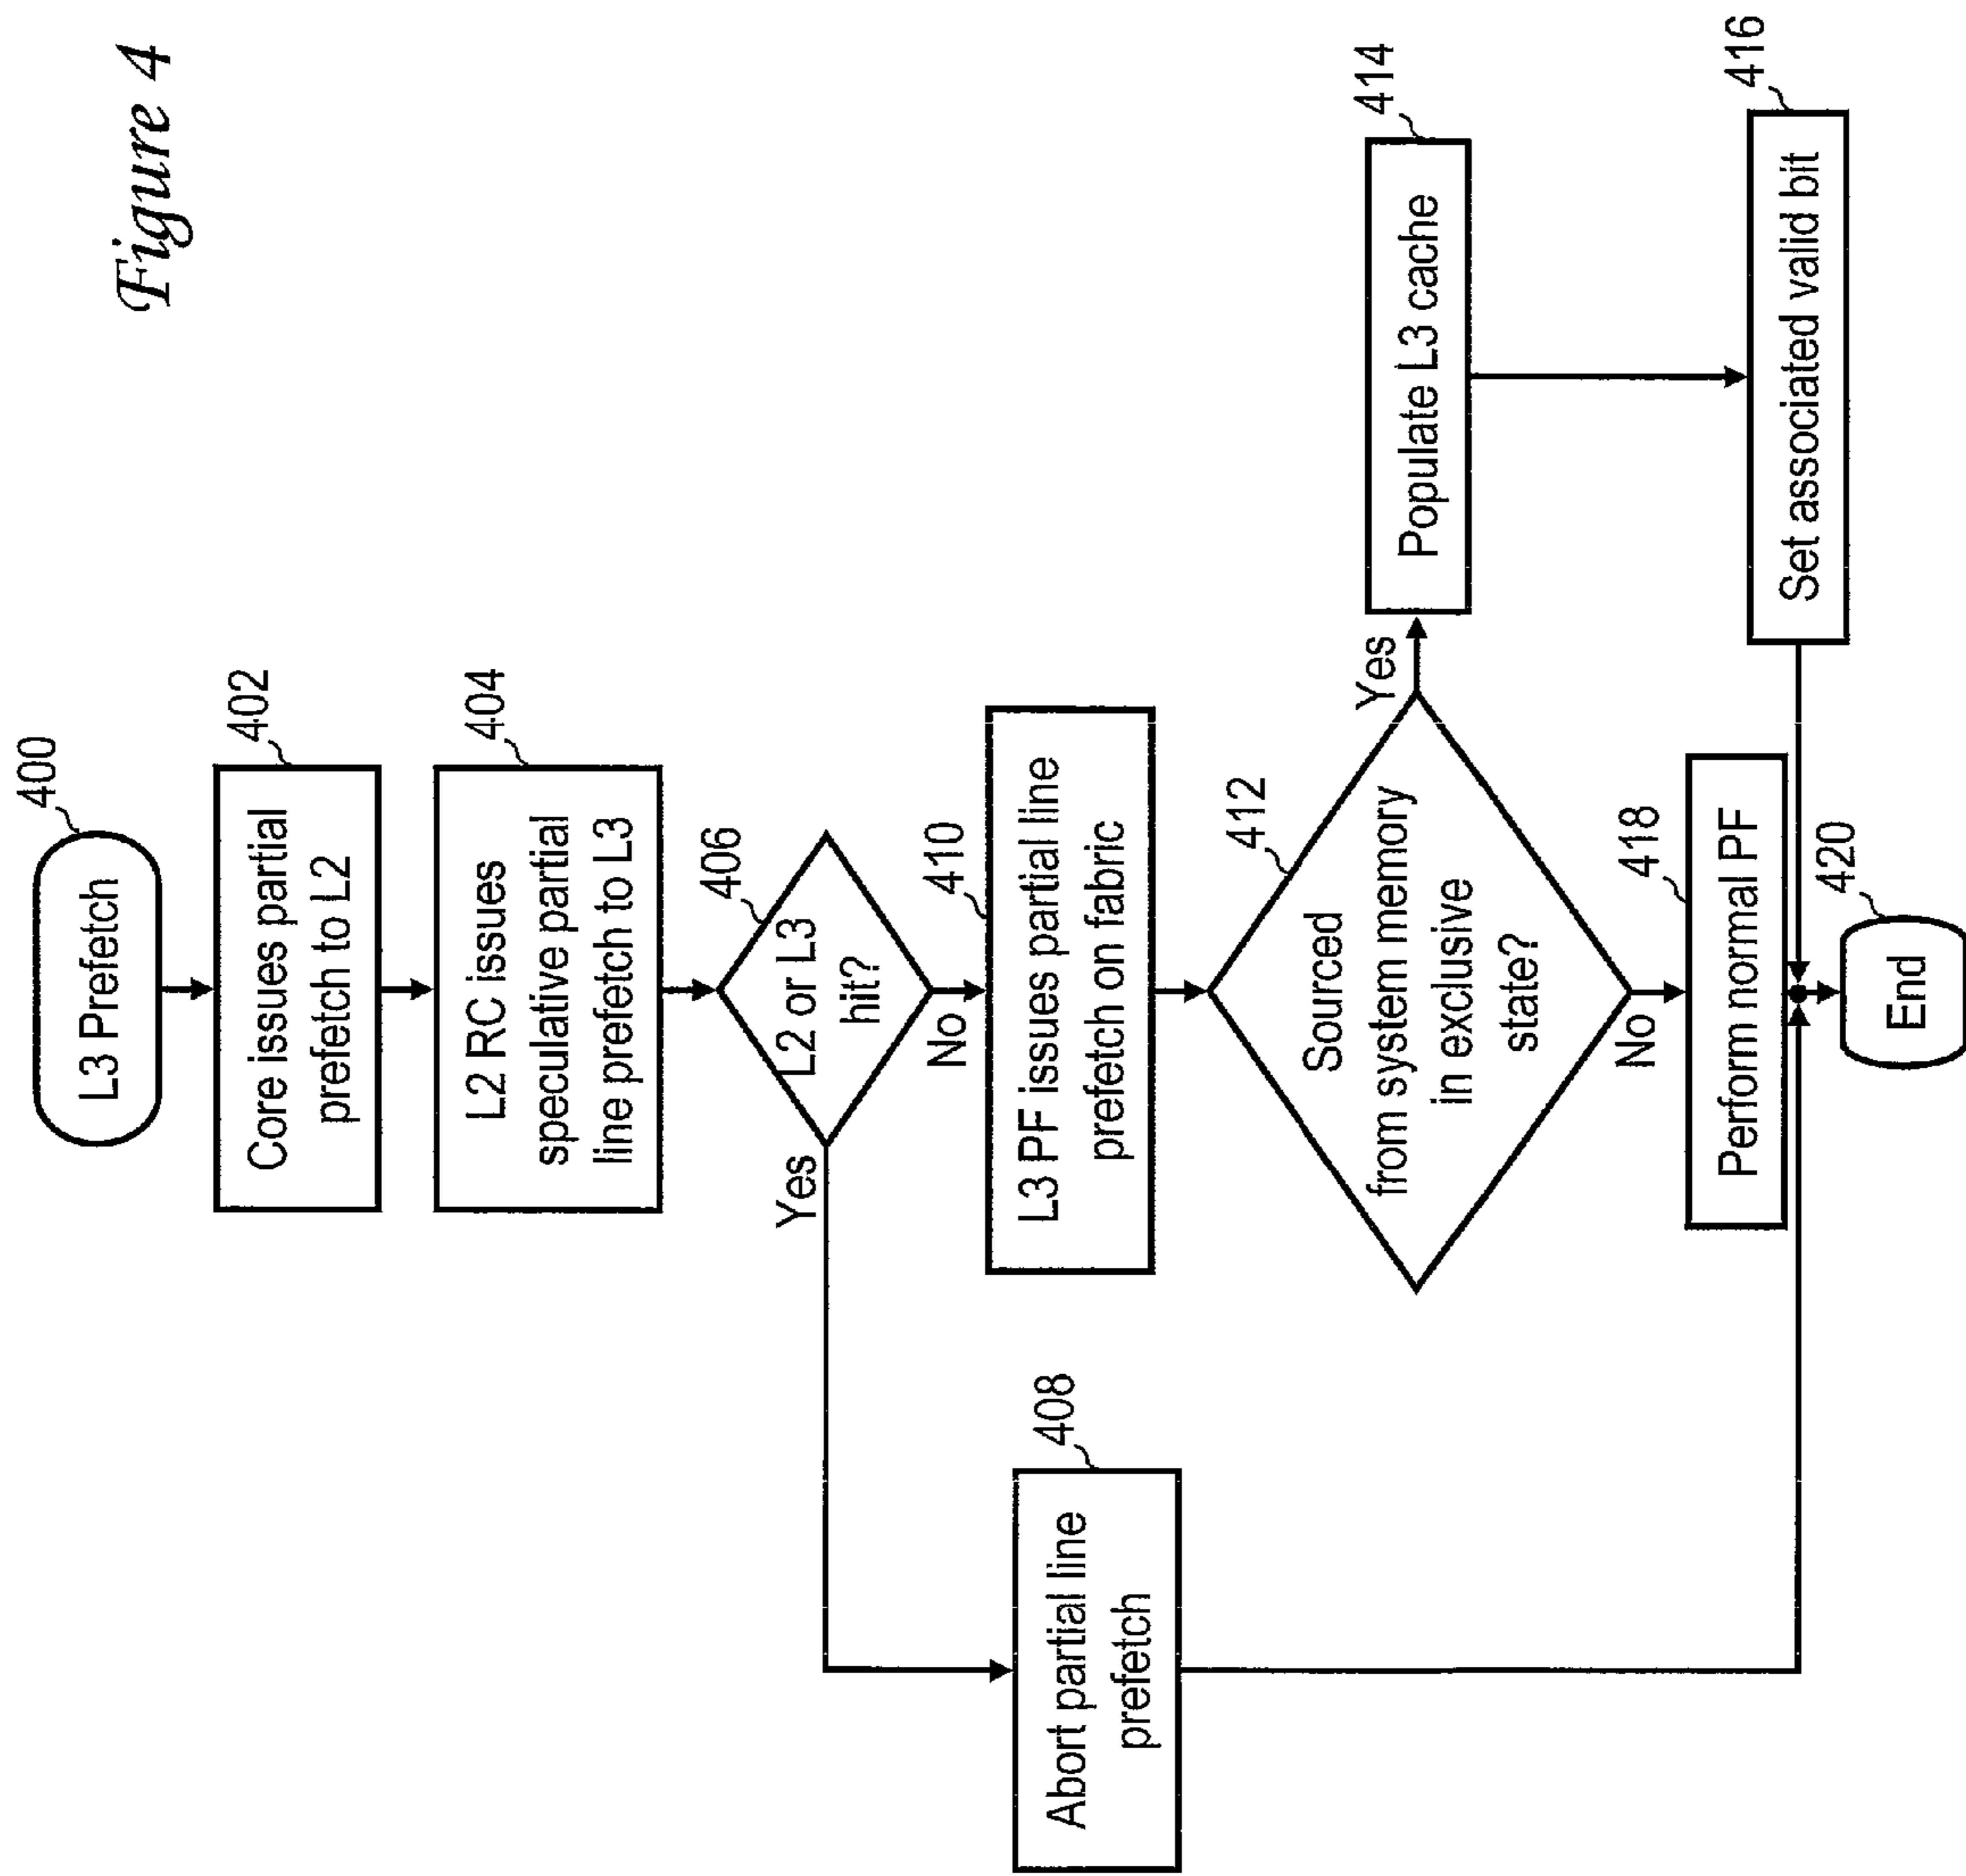 Figure 4
400
L3 Prefetch
402
Core issues partial
prefetch to L2
404
L2 RC issues
speculative partial
line prefetch to L3
406
L2 or L3
hit?
Yes
No
408
Abort partial line
prefetch
410
L3 PF issues partial line
prefetch on fabric
412
Sourced
from system memory
in exclusive
state?
Yes
No
414
Populate L3 cache
416
Set associated valid bit
418
Perform normal PF
420
End